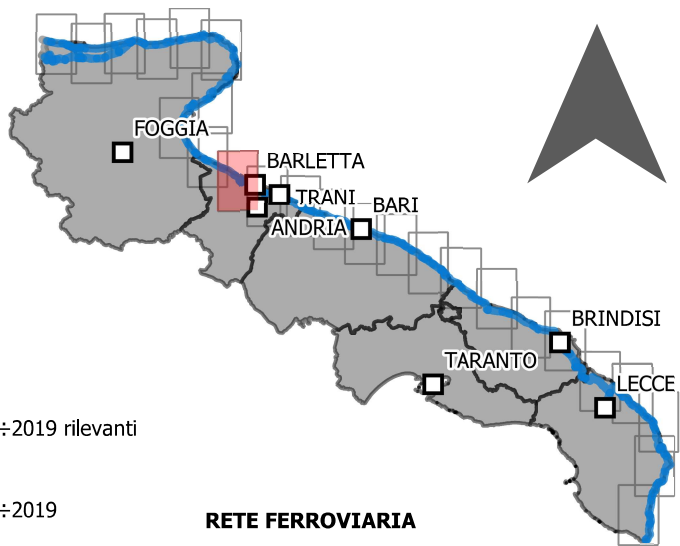 FOGGIA
BARLETTA
TRANI
BARI
ANDRIA
BRINDISI
TARANTO
LECCE
÷2019 rilevanti
÷2019
RETE FERROVIARIA